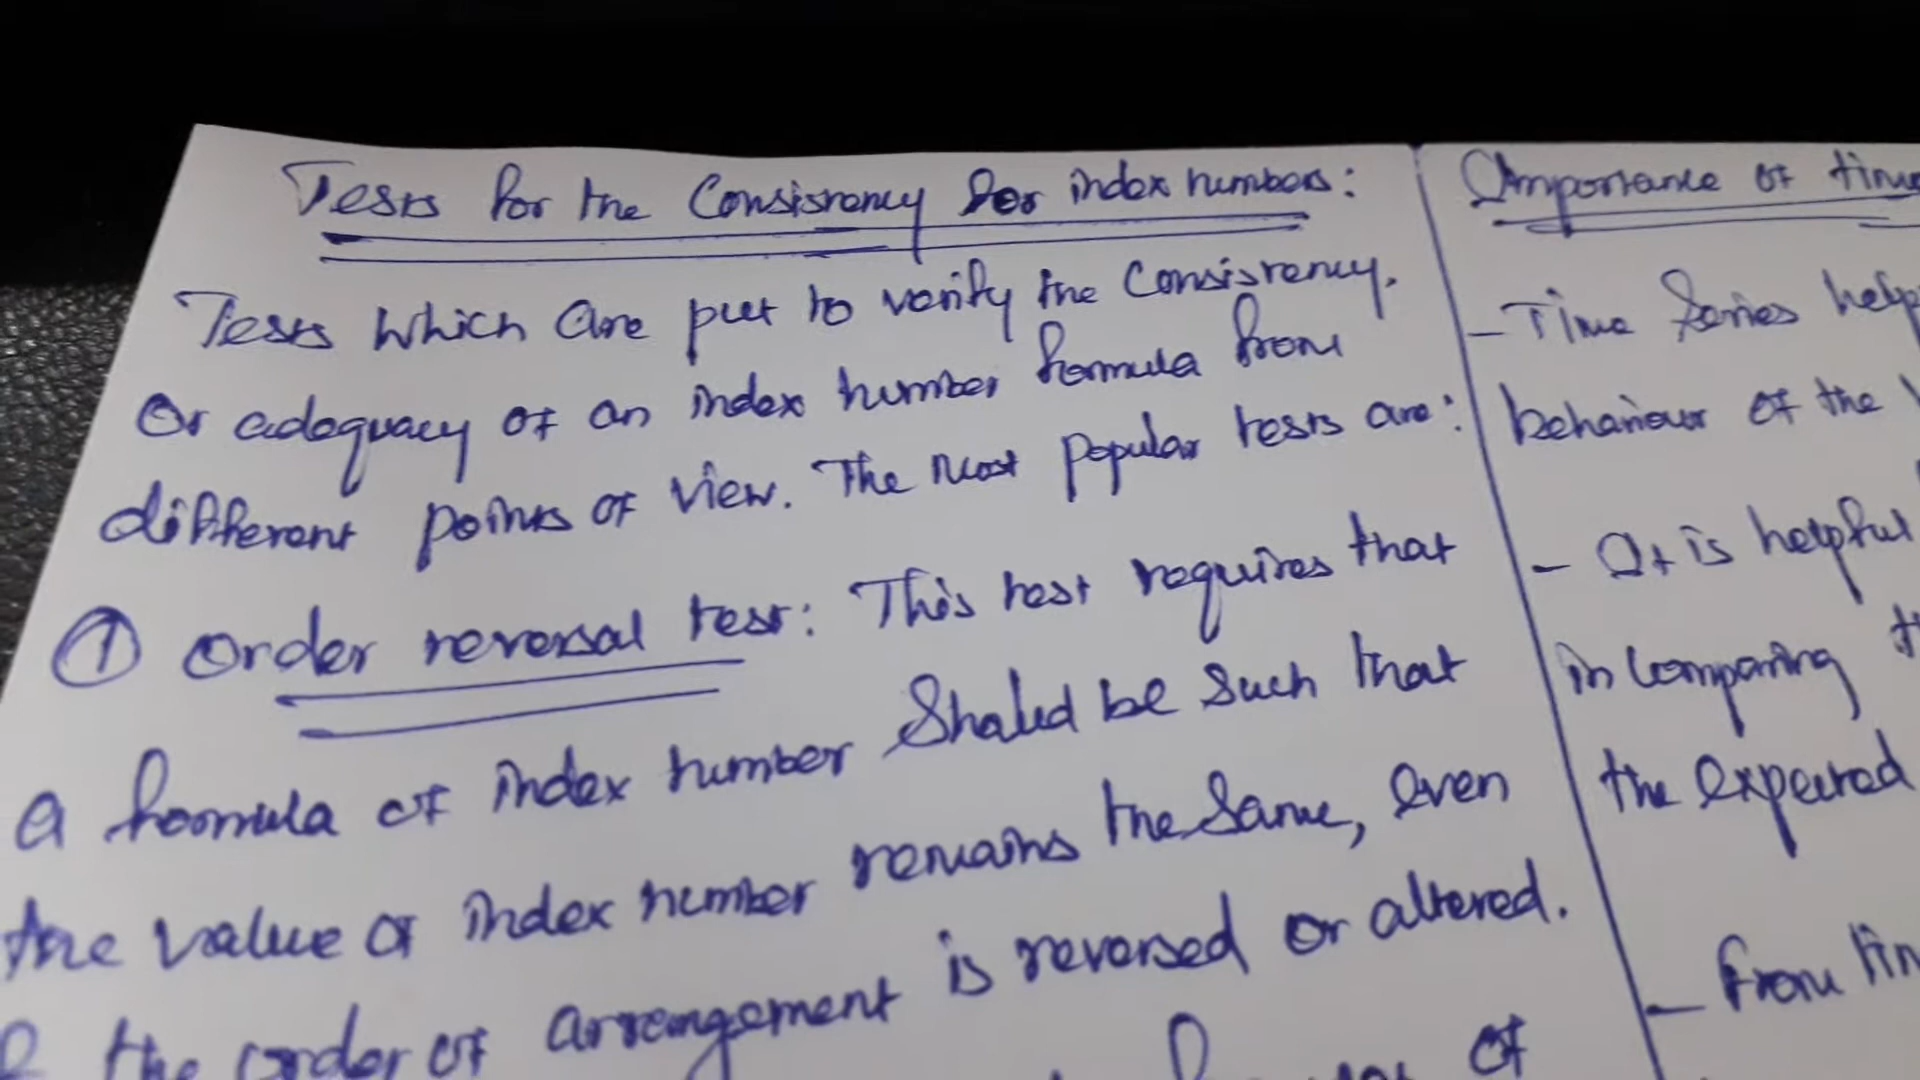 Tests for the Consistency for index numbers:
Tests which are put to verify the Consistency.
Or adequacy of an index number formula from
different points of view. The most popular tests are:
① Order reversal test: This test requires that
a formula of index number Should be Such that
the value of index number remains the Same, even
the order of arrangement is reversed or altered.
of
Importance of time
- Time Series help
behaviour of the
- It is helpful
in Comparing
the expected
- From